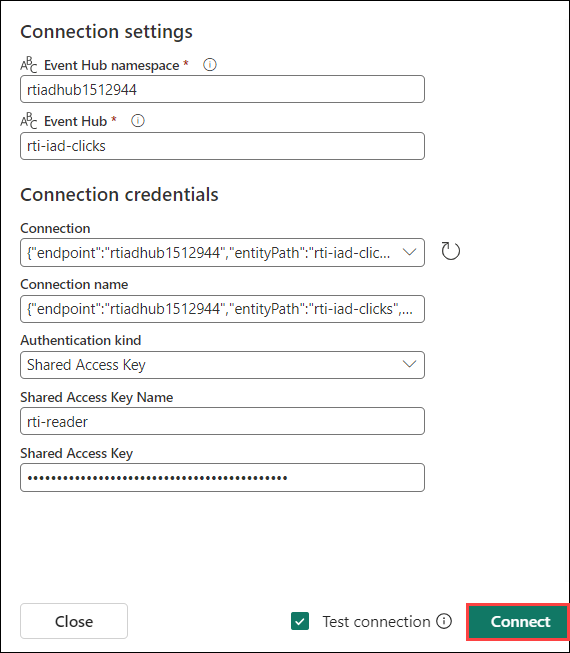 Connection settings
ABC Event Hub namespace *
rtiadhub1512944
ABC Event Hub *
rti-iad-clicks
Connection credentials
Connection
{"endpoint":"rtiadhub1512944","entityPath":"rti-iad-clic...
Connection name
{"endpoint":"rtiadhub1512944","entityPath":"rti-iad-clicks",...
Authentication kind
Shared Access Key
Shared Access Key Name
rti-reader
Shared Access Key
••••••••••••••••••••••••••••••••••••••••••••
Close
Test connection
Connect